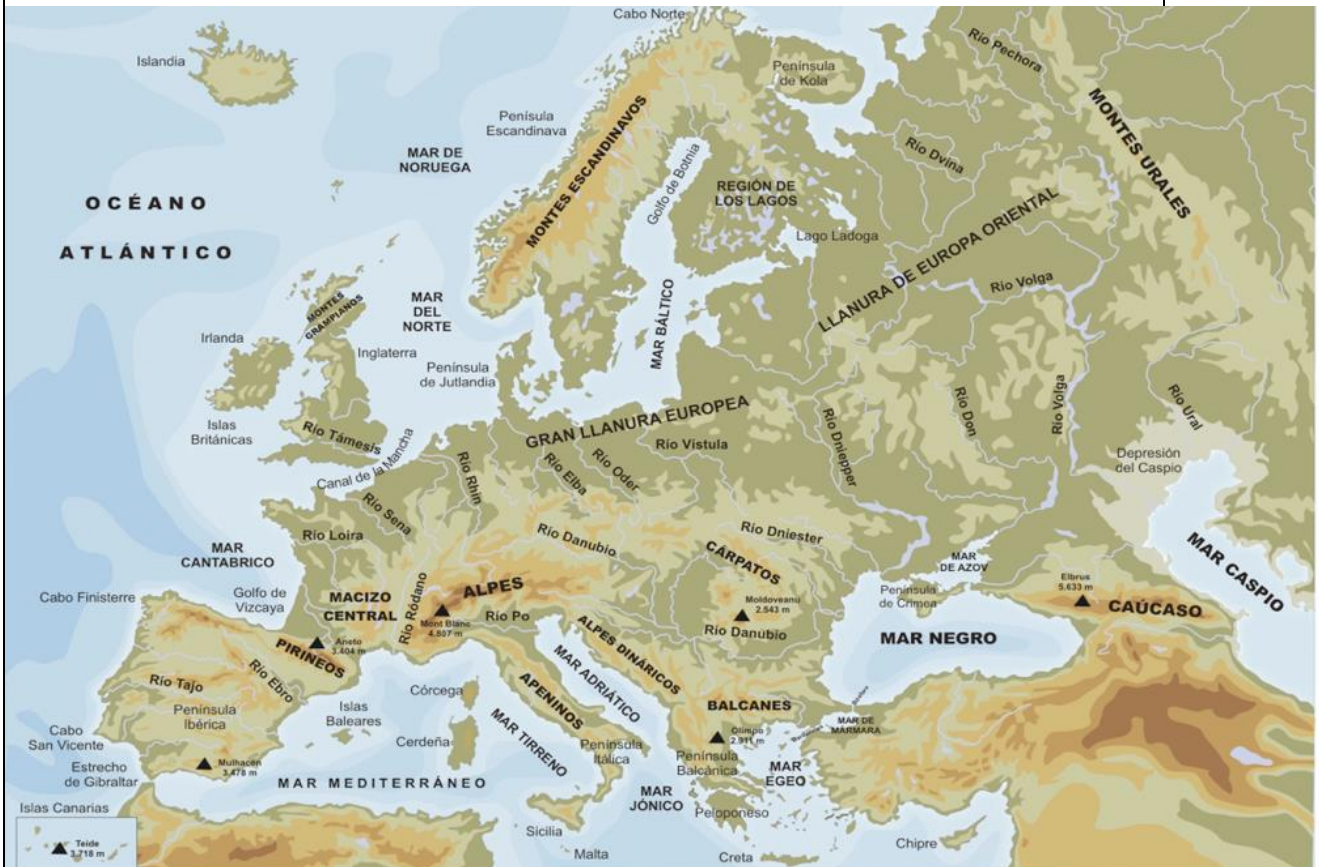 Cabo Norte
Islandia
Río Pechora
Península
de Kola
MONTES URALES
Penísula
Escandinava
MONTES ESCANDINAVOS
MAR DE
NORUEGA
Río Dvina
Golfo de Botnia
REGIÓN DE
LOS LAGOS
OCÉANO
ATLÁNTICO
Lago Ladoga
LLANURA DE EUROPA ORIENTAL
Río Volga
MONTES
GRAMPIANOS
MAR
DEL
NORTE
MAR BÁLTICO
Irlanda
Inglaterra
Península
de Jutlandia
Río Volga
Río Ural
Río Don
Islas
Británicas
Río Támesis
GRAN LLANURA EUROPEA
Río Vístula
Río Dniepper
Canal de la Mancha
Río Rhin
Río Elba
Río Oder
Depresión
del Caspio
Río Sena
Río Loira
Río Danubio
Río Dniester
MAR
CANTABRICO
CÁRPATOS
MAR
DE AZOV
MAR CASPIO
Cabo Finisterre
Golfo de
Vizcaya
MACIZO
CENTRAL
Río Ródano
ALPES
Mont Blanc
4.807 m
Río Po
Moldoveanu
2.543 m
Península
de Crimea
Elbrus
5.633 m
CAÚCASO
Río Danubio
Aneto
3.404 m
PIRINEOS
ALPES DINÁRICOS
MAR NEGRO
Río Ebro
Río Tajo
Península
Ibérica
Córcega
APENINOS
MAR ADRIÁTICO
BALCANES
Islas
Baleares
Cerdeña
MAR TIRRENO
Península
Itálica
Olimpo
2.911 m
MAR DE
MÁRMARA
Cabo
San Vicente
Estrecho
de Gibraltar
Mulhacén
3.478 m
MAR MEDITERRÁNEO
Península
Balcánica
MAR
EGEO
MAR
JÓNICO
Peloponeso
Islas Canarias
Teide
3.718 m
Sicilia
Malta
Creta
Chipre